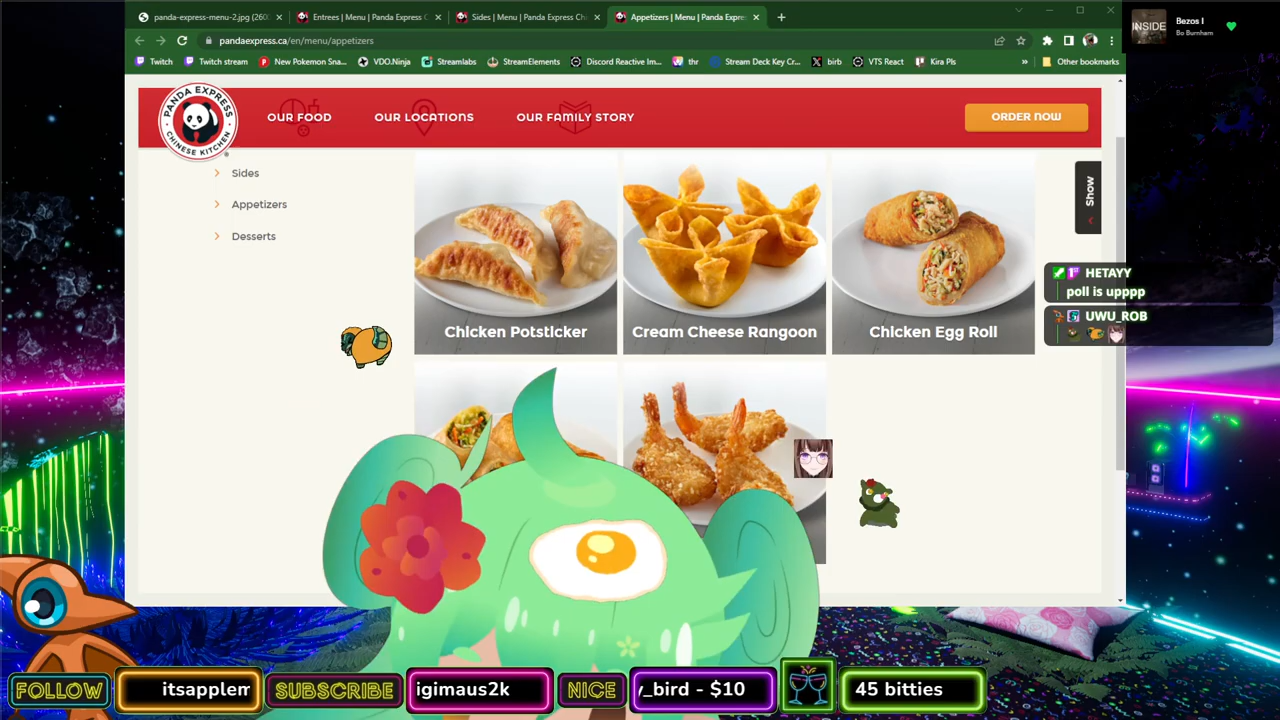 panda-express-menu-2.jpg (260
Entrees | Menu | Panda Express C
Sides | Menu | Panda Express Chi
Appetizers | Menu | Panda Expre
pandaexpress.ca/en/menu/appetizers
Twitch
Twitch stream
New Pokemon Sna...
VDO.Ninja
Streamlabs
StreamElements
Discord Reactive Im...
thr
Stream Deck Key Cr...
birb
VTS React
Kira Pls
»
Other bookmarks
INSIDE
Bezos I
Bo Burnham
PANDA EXPRESS
CHINESE KITCHEN
OUR FOOD
OUR LOCATIONS
OUR FAMILY STORY
ORDER NOW
Sides
Appetizers
Desserts
Show
Chicken Potsticker
Cream Cheese Rangoon
Chicken Egg Roll
HETAYY
poll is upppp
UWU_ROB
FOLLOW
itsapplem
SUBSCRIBE
igimaus2k
NICE
y_bird - $10
45 bitties